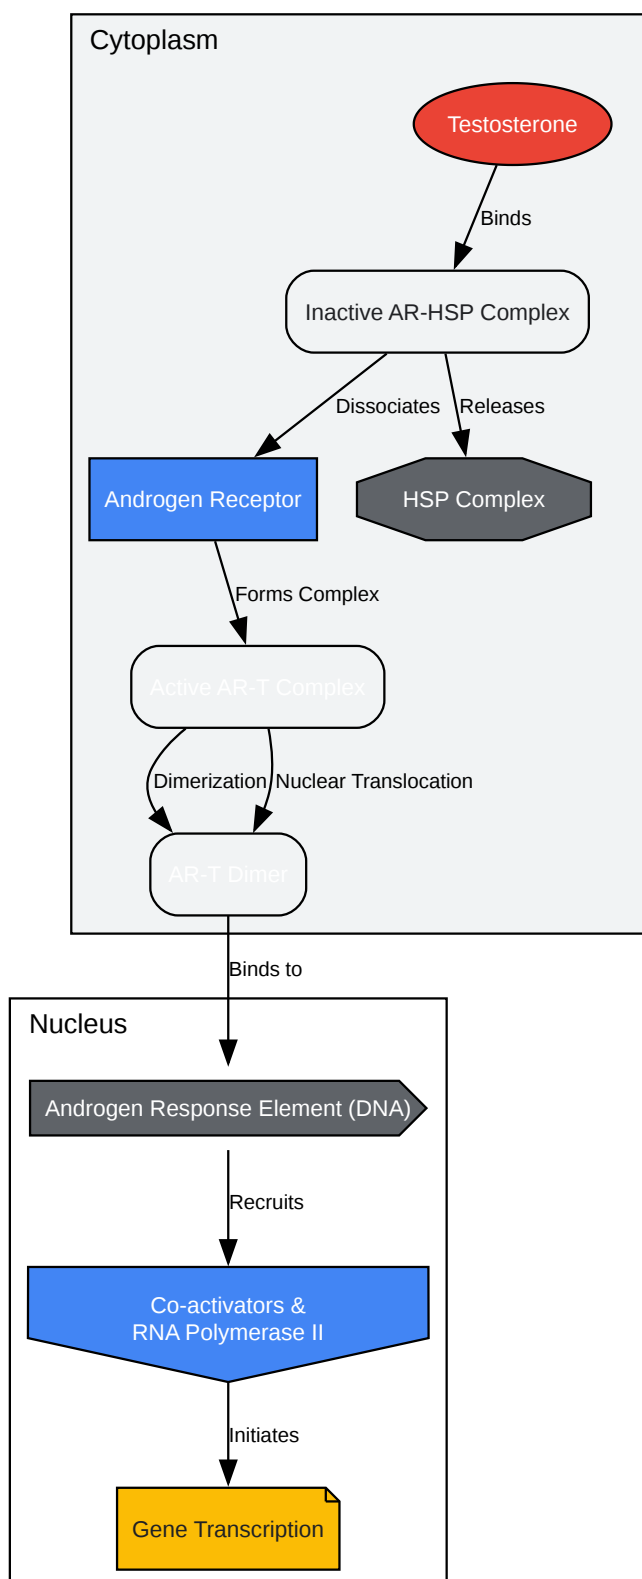 Cytoplasm
Testosterone
Binds
Inactive AR-HSP Complex
Dissociates
Releases
Androgen Receptor
HSP Complex
Forms Complex
Active AR-T Complex
Dimerization
Nuclear Translocation
AR-T Dimer
Binds to
Nucleus
Androgen Response Element (DNA)
Recruits
Co-activators &
RNA Polymerase II
Initiates
Gene Transcription